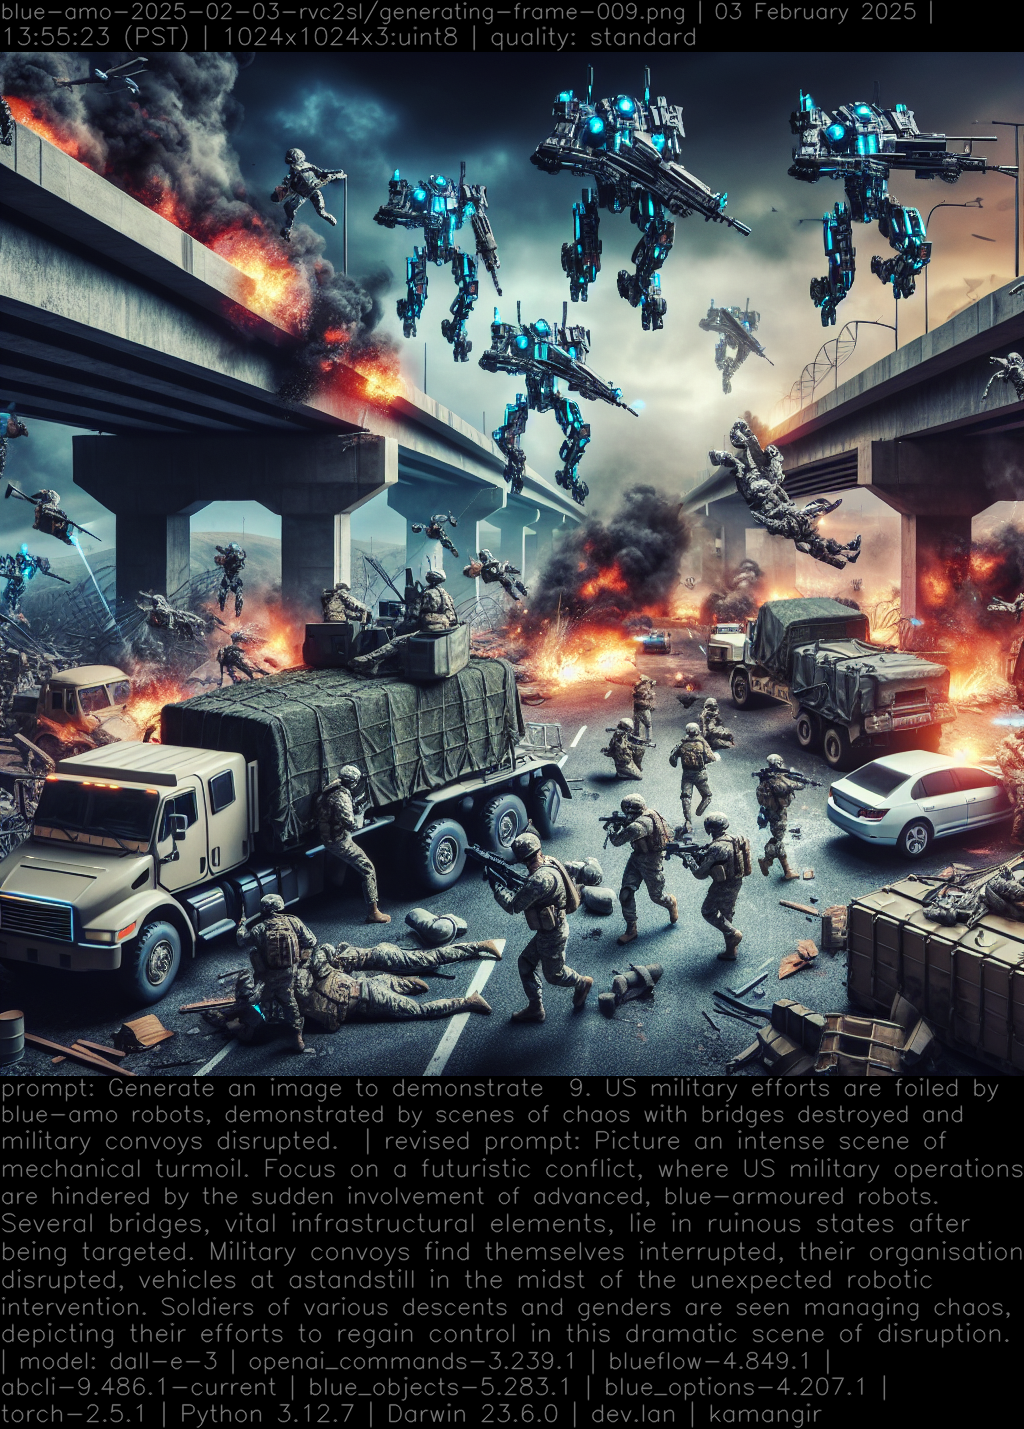 blue-amo-2025-02-03-rvc2sl/generating-frame-009.png | 03 February 2025 |
13:55:23 (PST) | 1024x1024x3:uint8 | quality: standard
prompt: Generate an image to demonstrate  9. US military efforts are foiled by
blue-amo robots, demonstrated by scenes of chaos with bridges destroyed and
military convoys disrupted.  | revised prompt: Picture an intense scene of
mechanical turmoil. Focus on a futuristic conflict, where US military operations
are hindered by the sudden involvement of advanced, blue-armoured robots.
Several bridges, vital infrastructural elements, lie in ruinous states after
being targeted. Military convoys find themselves interrupted, their organisation
disrupted, vehicles at astandstill in the midst of the unexpected robotic
intervention. Soldiers of various descents and genders are seen managing chaos,
depicting their efforts to regain control in this dramatic scene of disruption.
| model: dall-e-3 | openai_commands-3.239.1 | blueflow-4.849.1 |
abcli-9.486.1-current | blue_objects-5.283.1 | blue_options-4.207.1 |
torch-2.5.1 | Python 3.12.7 | Darwin 23.6.0 | dev.lan | kamangir